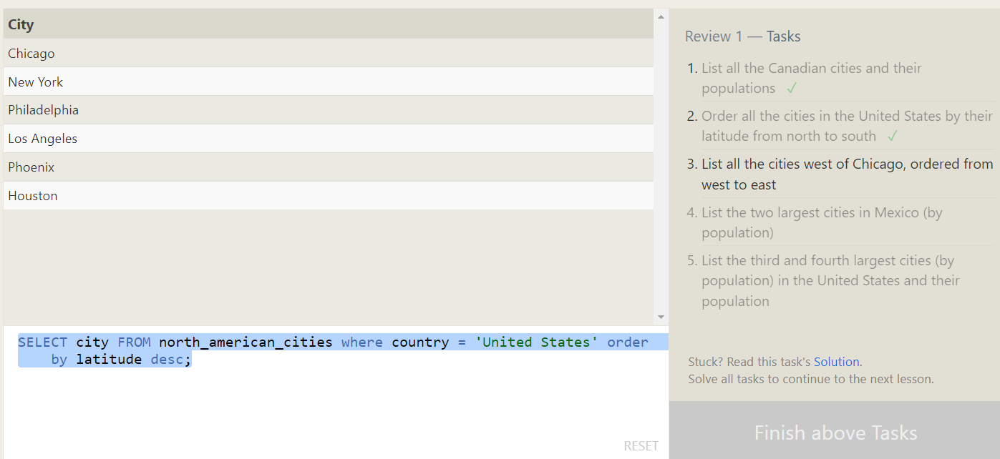 City
Chicago
New York
Philadelphia
Los Angeles
Phoenix
Houston
SELECT city FROM north_american_cities where country = 'United States' order
by latitude desc;
RESET
Review 1 — Tasks
1. List all the Canadian cities and their
populations ✓
2. Order all the cities in the United States by their
latitude from north to south ✓
3. List all the cities west of Chicago, ordered from
west to east
4. List the two largest cities in Mexico (by
population)
5. List the third and fourth largest cities (by
population) in the United States and their
population
Stuck? Read this task's Solution.
Solve all tasks to continue to the next lesson.
Finish above Tasks